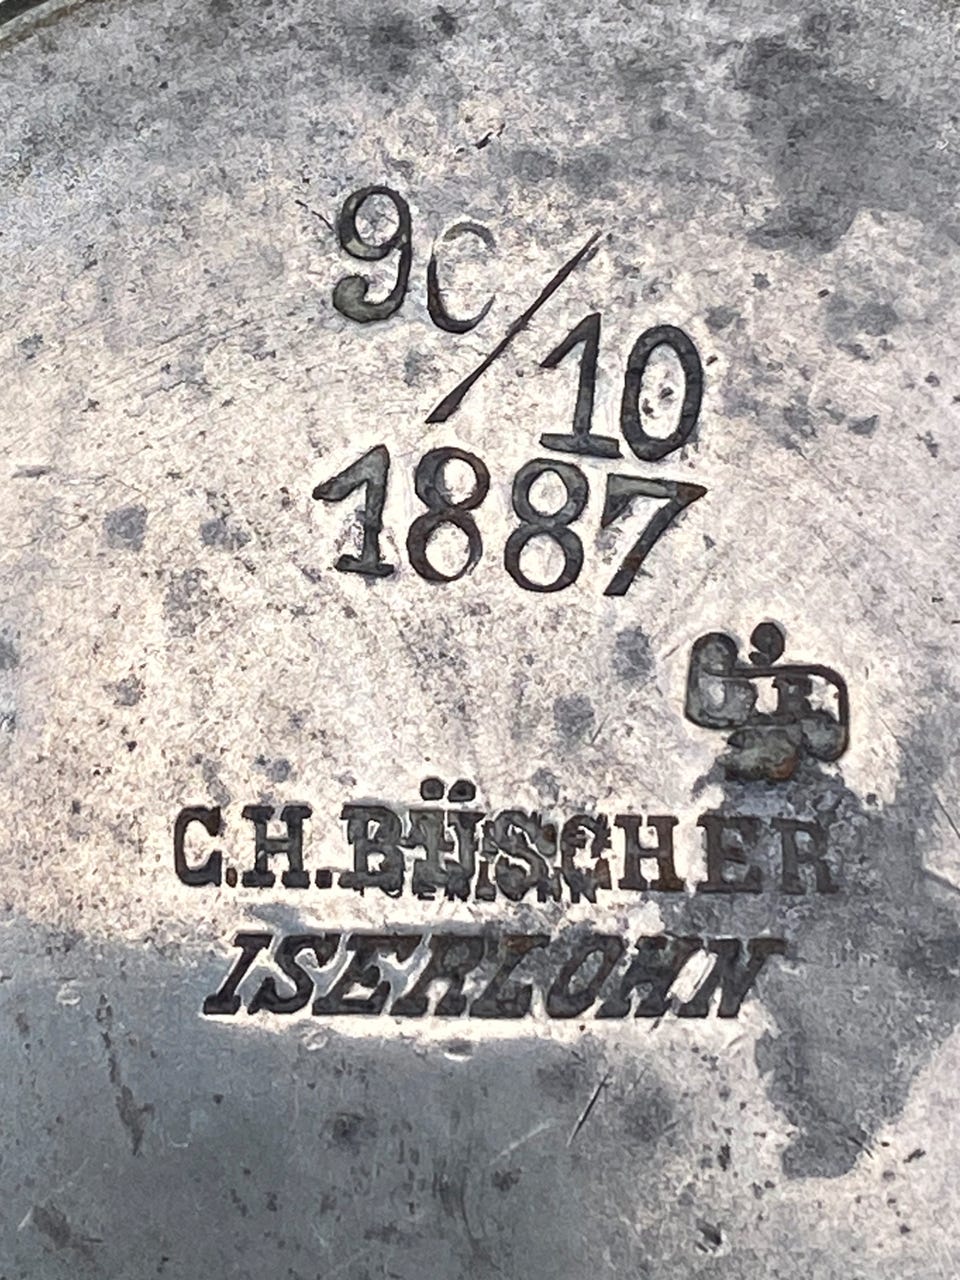 90/10
1887
C.H.BÜSCHER
ISERLOHN